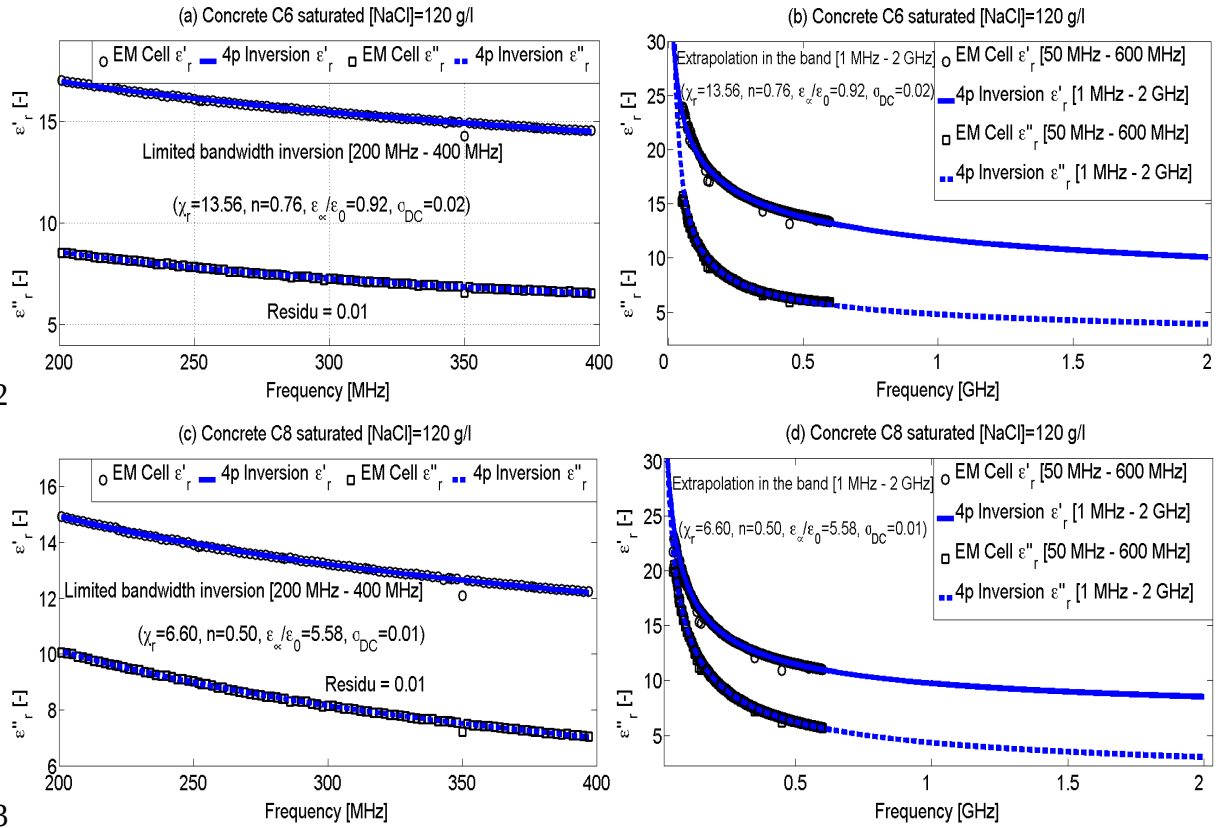 (a) Concrete C6 saturated [NaCl]=120 g/l
○ EM Cell ε'r 4p Inversion ε'r □ EM Cell ε''r 4p Inversion ε''r
15
10
5
ε'r [-]
ε''r [-]
Limited bandwidth inversion [200 MHz - 400 MHz]
(χr=13.56, n=0.76, ε∝/ε0=0.92, σDC=0.02)
Residu = 0.01
200 250 300 350 400
Frequency [MHz]
2
(b) Concrete C6 saturated [NaCl]=120 g/l
30
25
20
15
10
5
ε'r [-]
ε''r [-]
Extrapolation in the band [1 MHz - 2 GHz]
(χr=13.56, n=0.76, ε∝/ε0=0.92, σDC=0.02)
EM Cell ε'r [50 MHz - 600 MHz]
4p Inversion ε'r [1 MHz - 2 GHz]
EM Cell ε''r [50 MHz - 600 MHz]
4p Inversion ε''r [1 MHz - 2 GHz]
0 0.5 1 1.5 2
Frequency [GHz]
(c) Concrete C8 saturated [NaCl]=120 g/l
○ EM Cell ε'r 4p Inversion ε'r □ EM Cell ε''r 4p Inversion ε''r
16
14
12
10
8
6
ε'r [-]
ε''r [-]
Limited bandwidth inversion [200 MHz - 400 MHz]
(χr=6.60, n=0.50, ε∝/ε0=5.58, σDC=0.01)
Residu = 0.01
200 250 300 350 400
Frequency [MHz]
3
(d) Concrete C8 saturated [NaCl]=120 g/l
30
25
20
15
10
5
ε'r [-]
ε''r [-]
Extrapolation in the band [1 MHz - 2 GHz]
(χr=6.60, n=0.50, ε∝/ε0=5.58, σDC=0.01)
EM Cell ε'r [50 MHz - 600 MHz]
4p Inversion ε'r [1 MHz - 2 GHz]
EM Cell ε''r [50 MHz - 600 MHz]
4p Inversion ε''r [1 MHz - 2 GHz]
0.5 1 1.5 2
Frequency [GHz]